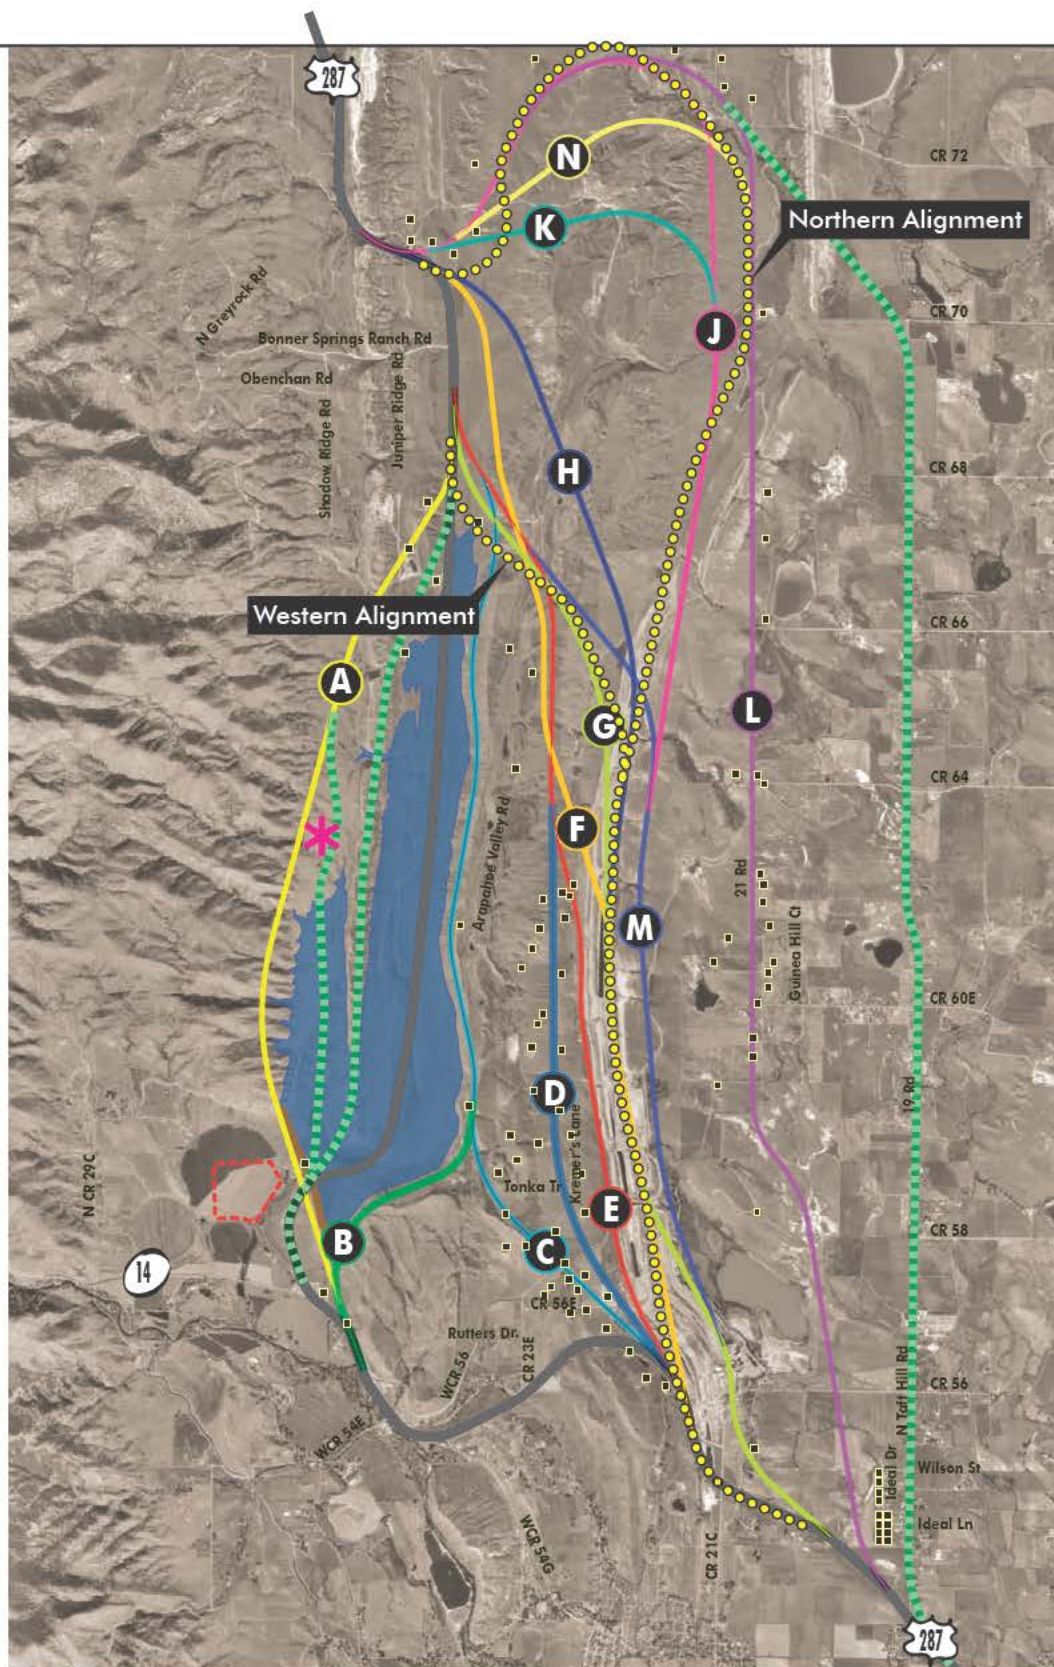 287
N
CR 72
K
Northern Alignment
N Greyrock Rd
CR 70
J
Bonner Springs Ranch Rd
Obenchan Rd
Juniper Ridge Rd
Shadow Ridge Rd
H
CR 68
Western Alignment
CR 66
A
L
G
CR 64
F
Arapahoe Valley Rd
21 Rd
M
Guinea Hill Ct
CR 60E
D
19 Rd
Kremer's Lane
N CR 29C
Tonka Tr
E
CR 58
B
C
14
CR 56E
Rutters Dr.
CR 23E
WCR 56
CR 56
N Taft Hill Rd
WCR 54E
Ideal Dr
Wilson St
Ideal Ln
WCR 54G
CR 21C
287